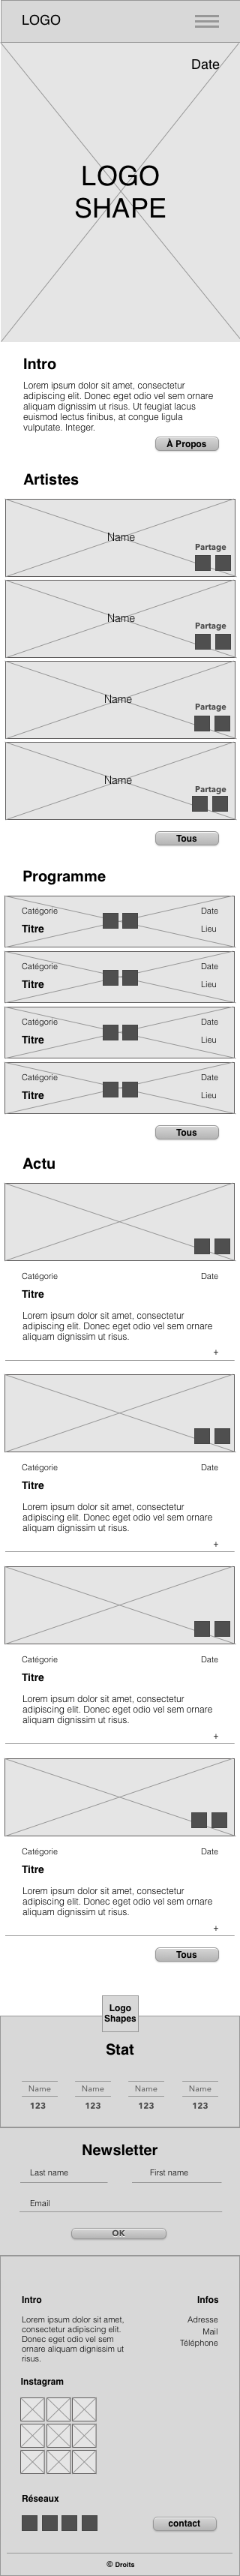 LOGO
Date
LOGO
SHAPE
Intro
Lorem ipsum dolor sit amet, consectetur
adipiscing elit. Donec eget odio vel sem ornare
aliquam dignissim ut risus. Ut feugiat lacus
euismod lectus finibus, at congue ligula
vulputate. Integer.
À Propos
Artistes
Name
Partage
Name
Partage
Name
Partage
Name
Partage
Tous
Programme
Catégorie Date
Titre Lieu
Catégorie Date
Titre Lieu
Catégorie Date
Titre Lieu
Catégorie Date
Titre Lieu
Tous
Actu
Catégorie Date
Titre
Lorem ipsum dolor sit amet, consectetur
adipiscing elit. Donec eget odio vel sem ornare
aliquam dignissim ut risus.
+
Catégorie Date
Titre
Lorem ipsum dolor sit amet, consectetur
adipiscing elit. Donec eget odio vel sem ornare
aliquam dignissim ut risus.
+
Catégorie Date
Titre
Lorem ipsum dolor sit amet, consectetur
adipiscing elit. Donec eget odio vel sem ornare
aliquam dignissim ut risus.
+
Catégorie Date
Titre
Lorem ipsum dolor sit amet, consectetur
adipiscing elit. Donec eget odio vel sem ornare
aliquam dignissim ut risus.
+
Tous
Logo
Shapes
Stat
Name Name Name Name
123 123 123 123
Newsletter
Last name First name
Email
OK
Intro
Lorem ipsum dolor sit amet,
consectetur adipiscing elit.
Donec eget odio vel sem
ornare aliquam dignissim ut
risus.
Infos
Adresse
Mail
Téléphone
Instagram
Réseaux
contact
© Droits